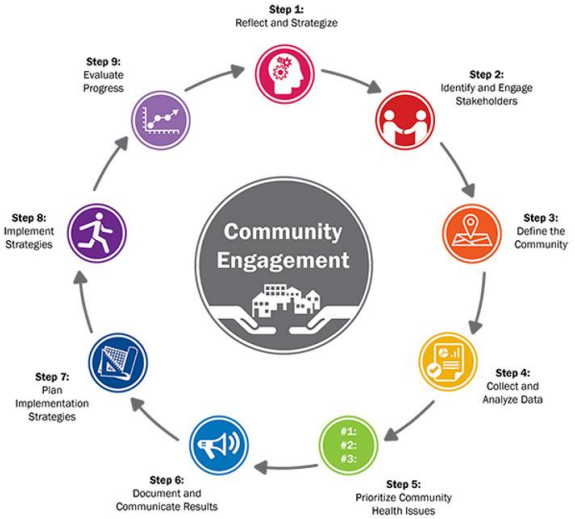 Step 1:
Reflect and Strategize
Step 2:
Identify and Engage
Stakeholders
Step 3:
Define the
Community
Step 4:
Collect and
Analyze Data
#1:
#2:
#3:
Step 5:
Prioritize Community
Health Issues
Step 6:
Document and
Communicate Results
Step 7:
Plan
Implementation
Strategies
Step 8:
Implement
Strategies
Step 9:
Evaluate
Progress
Community
Engagement